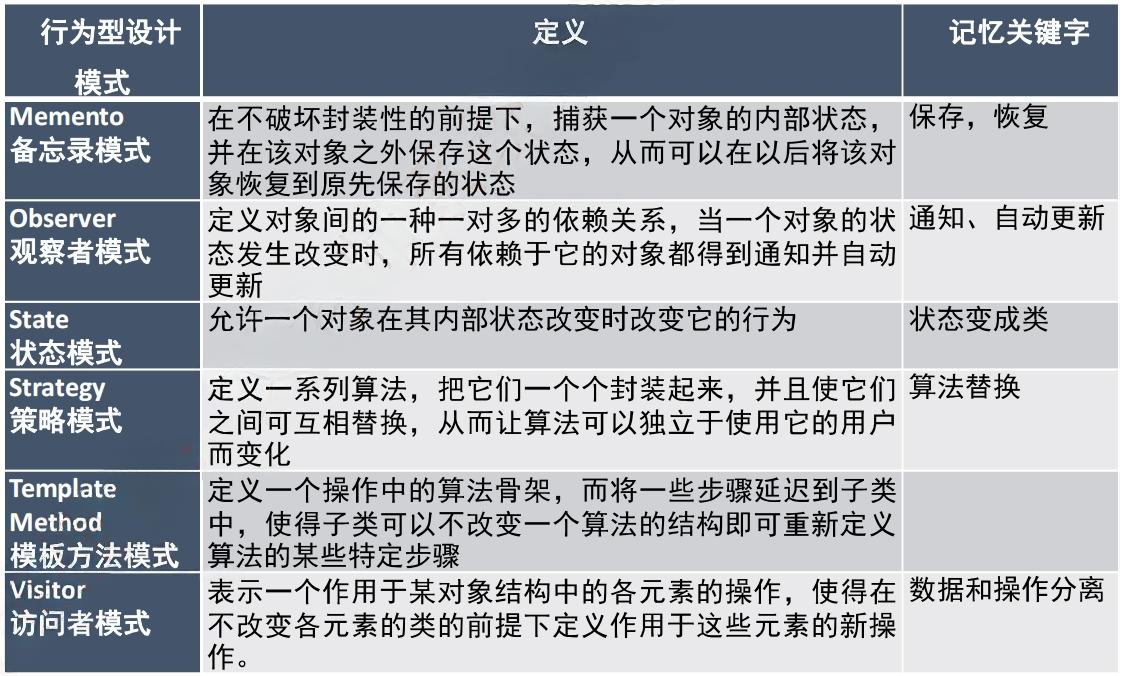 行为型设计
模式
定义
记忆关键字
Memento
备忘录模式
在不破坏封装性的前提下，捕获一个对象的内部状态，
并在该对象之外保存这个状态，从而可以在以后将该对
象恢复到原先保存的状态
保存，恢复
Observer
观察者模式
定义对象间的一种一对多的依赖关系，当一个对象的状
态发生改变时，所有依赖于它的对象都得到通知并自动
更新
通知、自动更新
State
状态模式
允许一个对象在其内部状态改变时改变它的行为
状态变成类
Strategy
策略模式
定义一系列算法，把它们一个个封装起来，并且使它们
之间可互相替换，从而让算法可以独立于使用它的用户
而变化
算法替换
Template
Method
模板方法模式
定义一个操作中的算法骨架，而将一些步骤延迟到子类
中，使得子类可以不改变一个算法的结构即可重新定义
算法的某些特定步骤
Visitor
访问者模式
表示一个作用于某对象结构中的各元素的操作，使得在
不改变各元素的类的前提下定义作用于这些元素的新操
作。
数据和操作分离